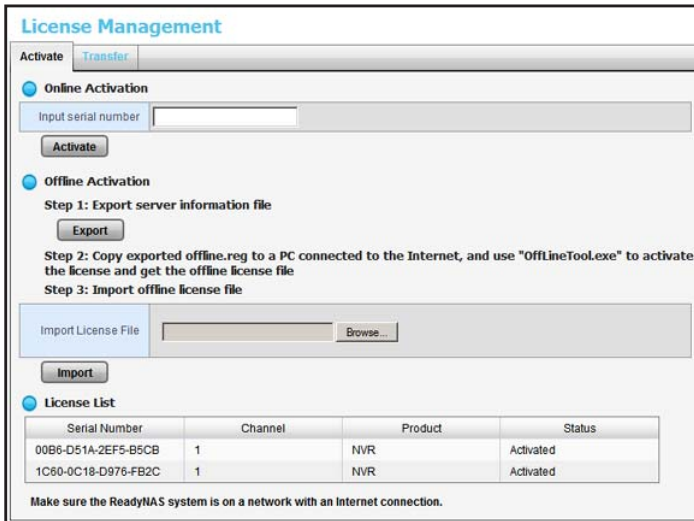 License Management
Activate Transfer
Online Activation
Input serial number
Activate
Offline Activation
Step 1: Export server information file
Export
Step 2: Copy exported offline.reg to a PC connected to the Internet, and use "OffLineTool.exe" to activate
the license and get the offline license file
Step 3: Import offline license file
Import License File Browse...
Import
License List
Serial Number Channel Product Status
00B6-D51A-2EF5-B5CB 1 NVR Activated
1C60-0C18-D976-FB2C 1 NVR Activated
Make sure the ReadyNAS system is on a network with an Internet connection.